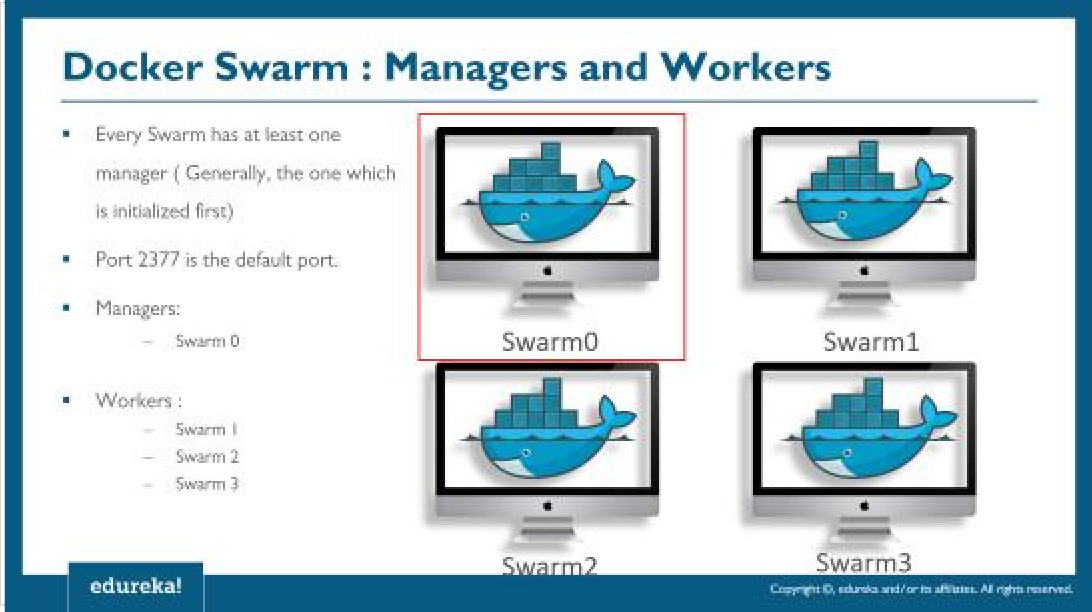 Docker Swarm : Managers and Workers
▪ Every Swarm has at least one
manager ( Generally, the one which
is initialized first)
▪ Port 2377 is the default port.
▪ Managers:
– Swarm 0
▪ Workers :
– Swarm 1
– Swarm 2
– Swarm 3
Swarm0
Swarm1
Swarm2
Swarm3
edureka!
Copyright ©, edureka and/or its affiliates. All rights reserved.